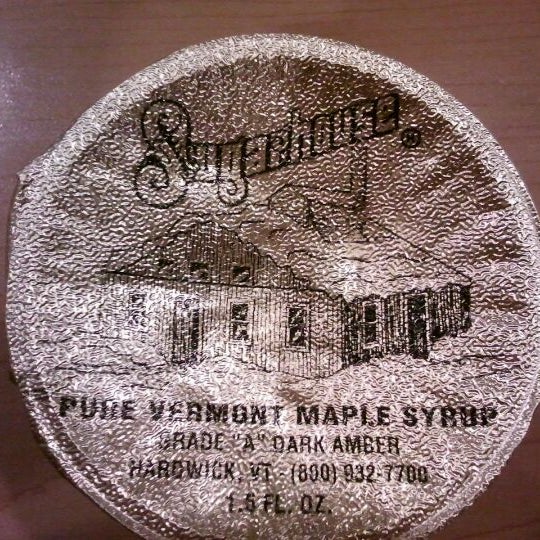 Sugarhouse ®
PURE VERMONT MAPLE SYRUP
GRADE "A" DARK AMBER
HARDWICK, VT - (800) 932-7700
1.5 FL. OZ.